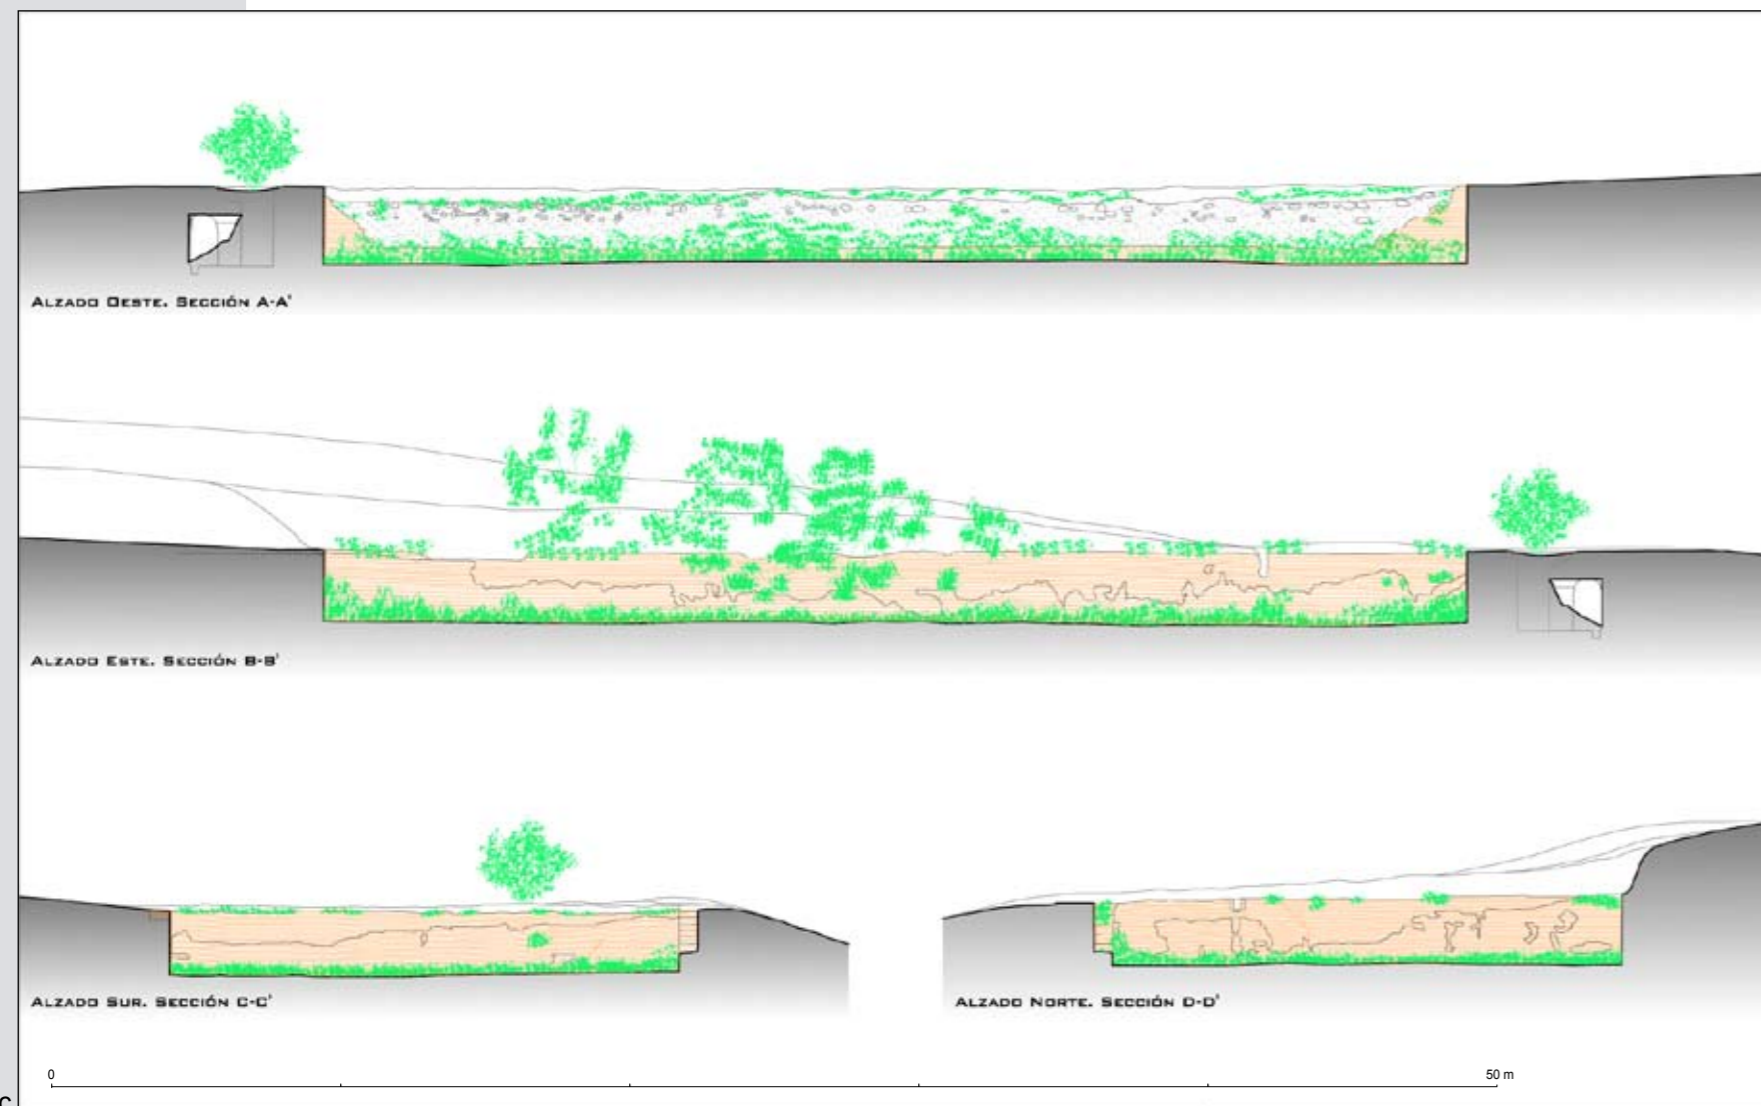 ALZADO OESTE. SECCIÓN A-A'
ALZADO ESTE. SECCIÓN B-B'
ALZADO SUR. SECCIÓN C-C'
ALZADO NORTE. SECCIÓN D-D'
0 50 m
c